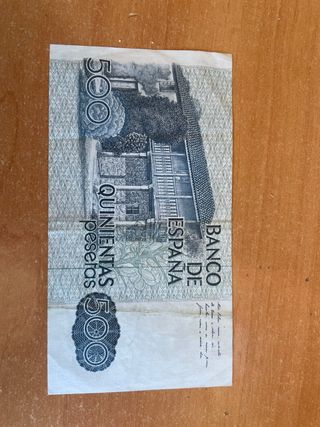 500
BANCO
DE
ESPAÑA
QUINIENTAS
pesetas
500